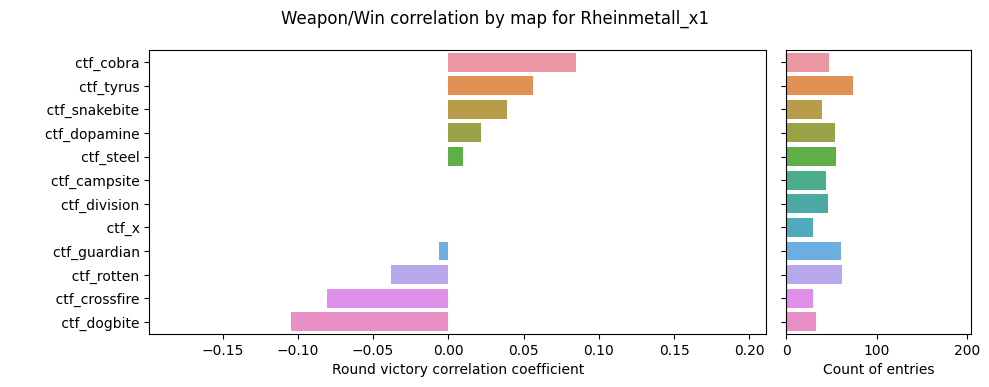 Weapon/Win correlation by map for Rheinmetall_x1
ctf_cobra
ctf_tyrus
ctf_snakebite
ctf_dopamine
ctf_steel
ctf_campsite
ctf_division
ctf_x
ctf_guardian
ctf_rotten
ctf_crossfire
ctf_dogbite
−0.15 −0.10 −0.05 0.00 0.05 0.10 0.15 0.20
Round victory correlation coefficient
0 100 200
Count of entries